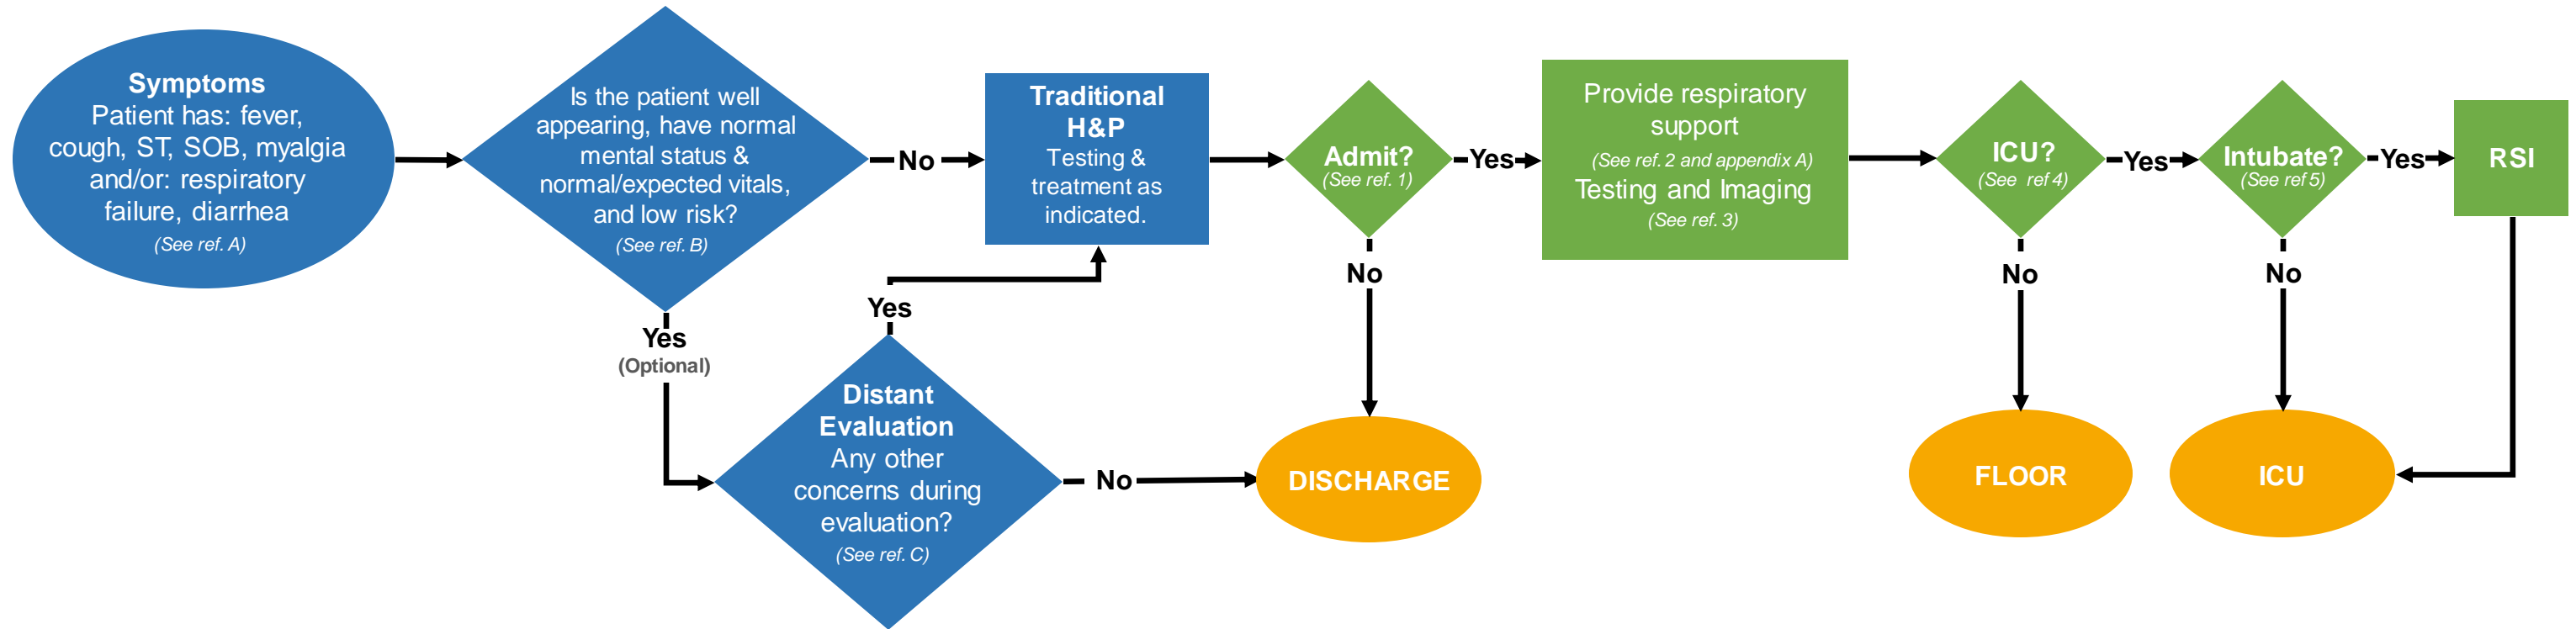 Symptoms
Patient has: fever,
cough, ST, SOB, myalgia
and/or: respiratory
failure, diarrhea
(See ref. A)
Is the patient well
appearing, have normal
mental status &
normal/expected vitals,
and low risk?
(See ref. B)
No
Yes
(Optional)
Distant
Evaluation
Any other
concerns during
evaluation?
(See ref. C)
Yes
No
Traditional
H&P
Testing &
treatment as
indicated.
Admit?
(See ref. 1)
Yes
No
DISCHARGE
Provide respiratory
support
(See ref. 2 and appendix A)
Testing and Imaging
(See ref. 3)
ICU?
(See ref 4)
Yes
No
FLOOR
Intubate?
(See ref 5)
Yes
No
ICU
RSI